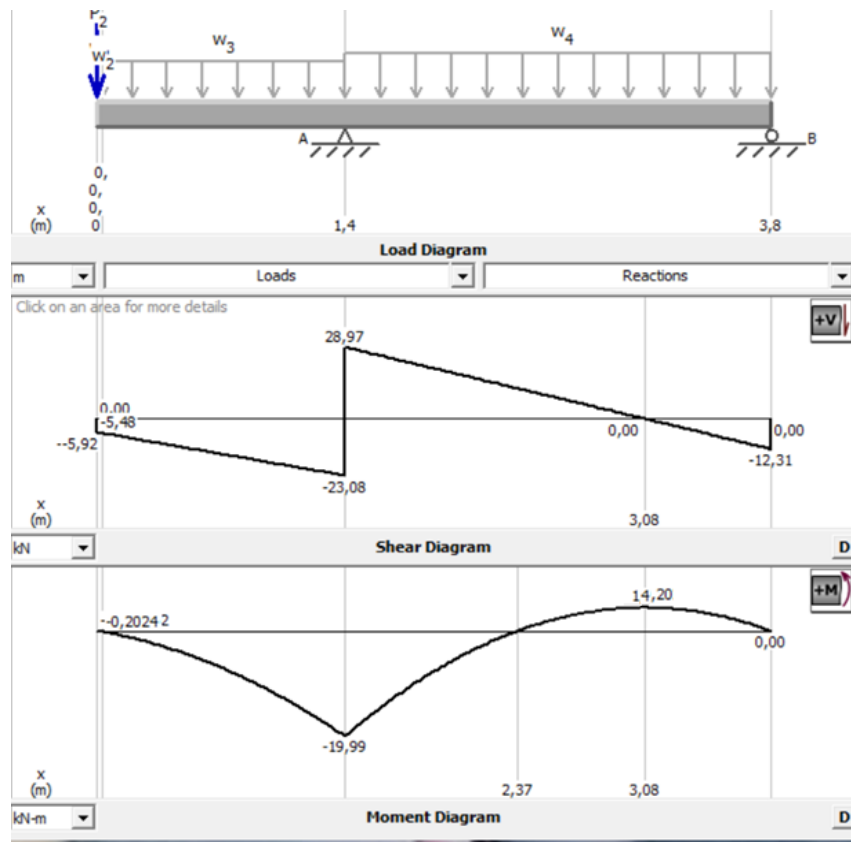 P2
W2
W3
W4
A
B
0,
0,
0,
x (m) 0 1,4 3,8
Load Diagram
m Loads Reactions
Click on an area for more details
+V
28,97
0,00
-5,48
0,00
0,00
--5,92
-12,31
-23,08
x (m) 3,08
kN Shear Diagram D
+M
14,20
--0,2024 2
0,00
-19,99
x (m) 2,37 3,08
kN-m Moment Diagram D